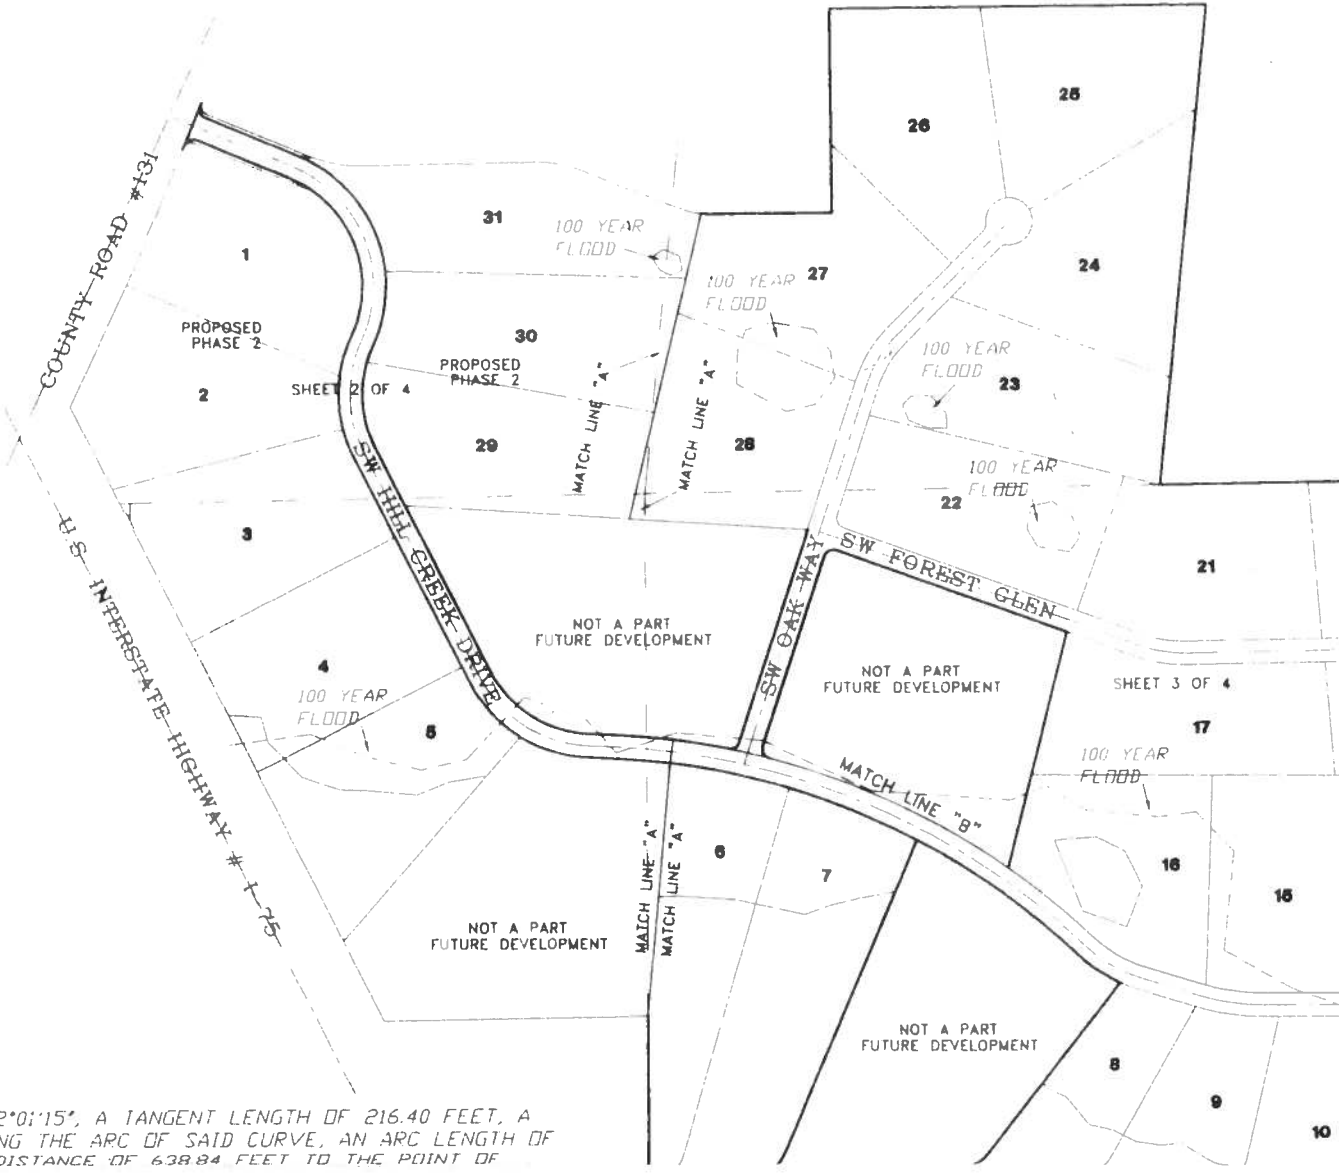 25
26
COUNTY ROAD #131
31
100 YEAR
FLOOD
1
27
24
100 YEAR
FLOOD
PROPOSED
PHASE 2
30
PROPOSED
PHASE 2
100 YEAR
FLOOD
23
2
SHEET 2 OF 4
MATCH LINE "A"
MATCH LINE "A"
29
28
100 YEAR
FLOOD
22
3
SW HILL CREEK DRIVE
SW FOREST GLEN
21
U.S INTERSTATE HIGHWAY # I-75
SW OAK WAY
NOT A PART
FUTURE DEVELOPMENT
4
NOT A PART
FUTURE DEVELOPMENT
SHEET 3 OF 4
100 YEAR
FLOOD
5
17
100 YEAR
FLOOD
MATCH LINE "B"
MATCH LINE "A"
MATCH LINE "A"
6
7
16
15
NOT A PART
FUTURE DEVELOPMENT
NOT A PART
FUTURE DEVELOPMENT
8
9
10
2°01'15", A TANGENT LENGTH OF 216.40 FEET, A
NG THE ARC OF SAID CURVE, AN ARC LENGTH OF
DISTANCE OF 638.84 FEET TO THE POINT OF